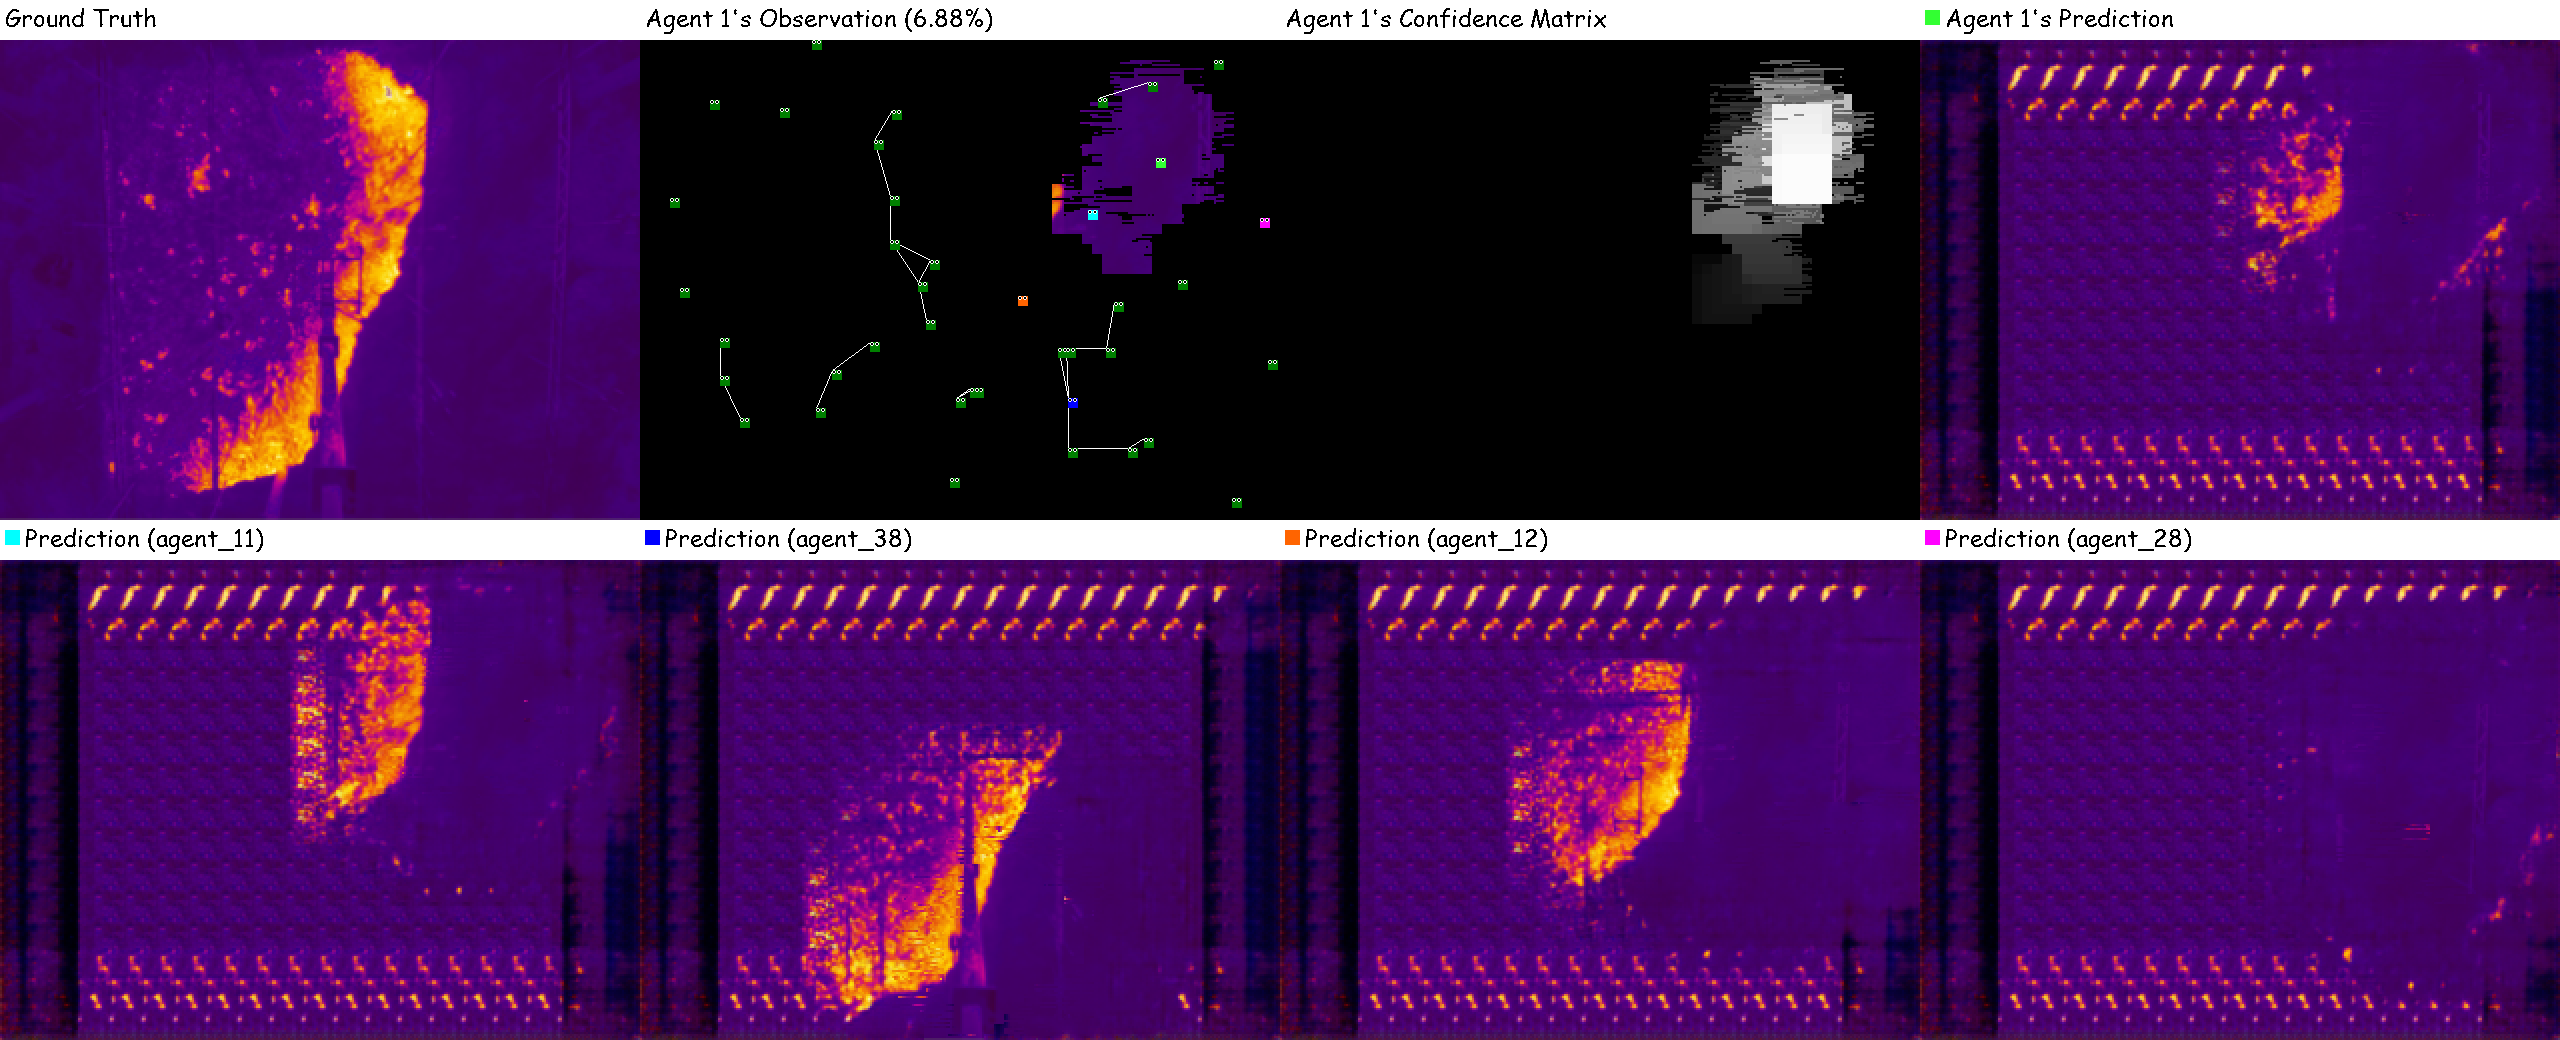 Ground Truth
Agent 1's Observation (6.88%)
Agent 1's Confidence Matrix
Agent 1's Prediction
Prediction (agent_11)
Prediction (agent_38)
Prediction (agent_12)
Prediction (agent_28)